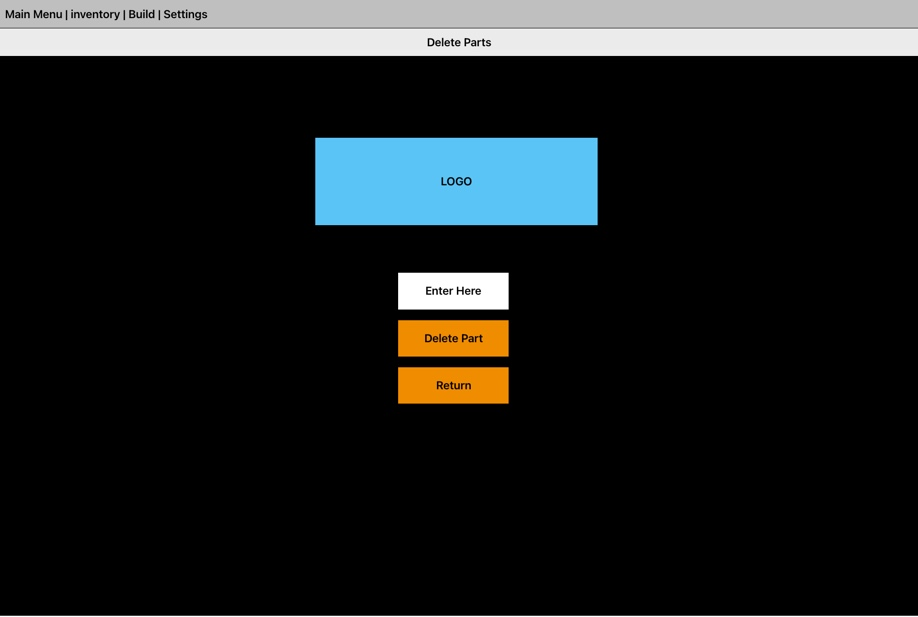 Main Menu | inventory | Build | Settings
Delete Parts
LOGO
Enter Here
Delete Part
Return